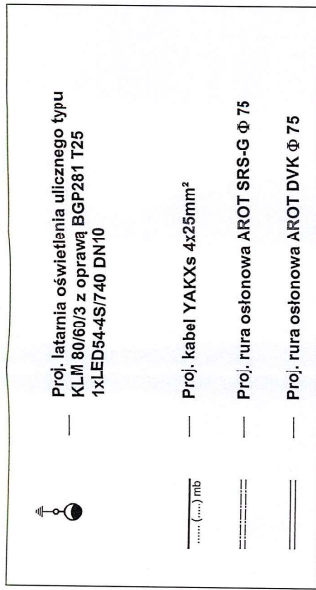 Proj. latarnia oświetlenia ulicznego typu
KLM 80/60/3 z oprawą BGP281 T25
1xLED54-4S/740 DN10
...... (.....) mb
Proj. kabel YAKXs 4x25mm²
Proj. rura osłonowa AROT SRS-G Φ 75
Proj. rura osłonowa AROT DVK Φ 75